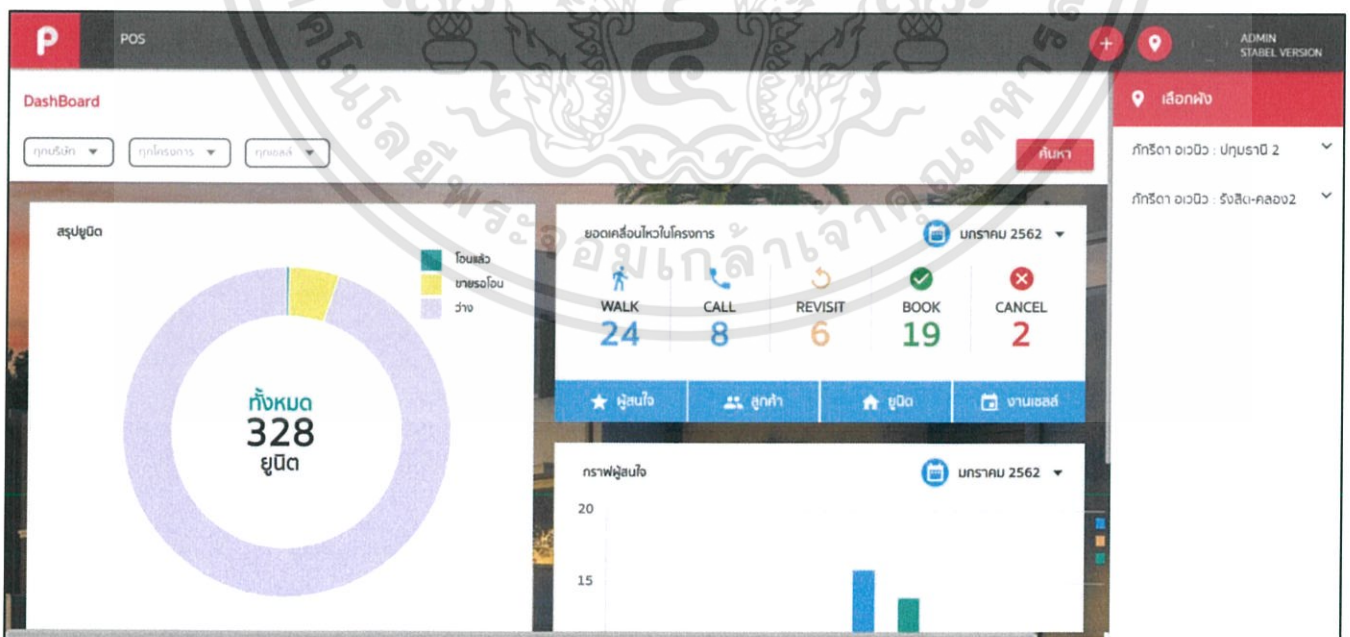 P
POS
ADMIN
STABEL VERSION
DashBoard
เลือกผัง
ทุกบริษัท
ทุกโครงการ
ทุกเซลล์
ค้นหา
ภัทรีดา อเวนิว : ปทุมธานี 2
ภัทรีดา อเวนิว : รังสิต-คลอง2
สรุปยูนิต
โอนแล้ว
ขายรอโอน
ว่าง
ทั้งหมด
328
ยูนิต
ยอดเคลื่อนไหวในโครงการ
มกราคม 2562
WALK CALL REVISIT BOOK CANCEL
24 8 6 19 2
ผู้สนใจ ลูกค้า ยูนิต งานเซลล์
กราฟผู้สนใจ
มกราคม 2562
20
15